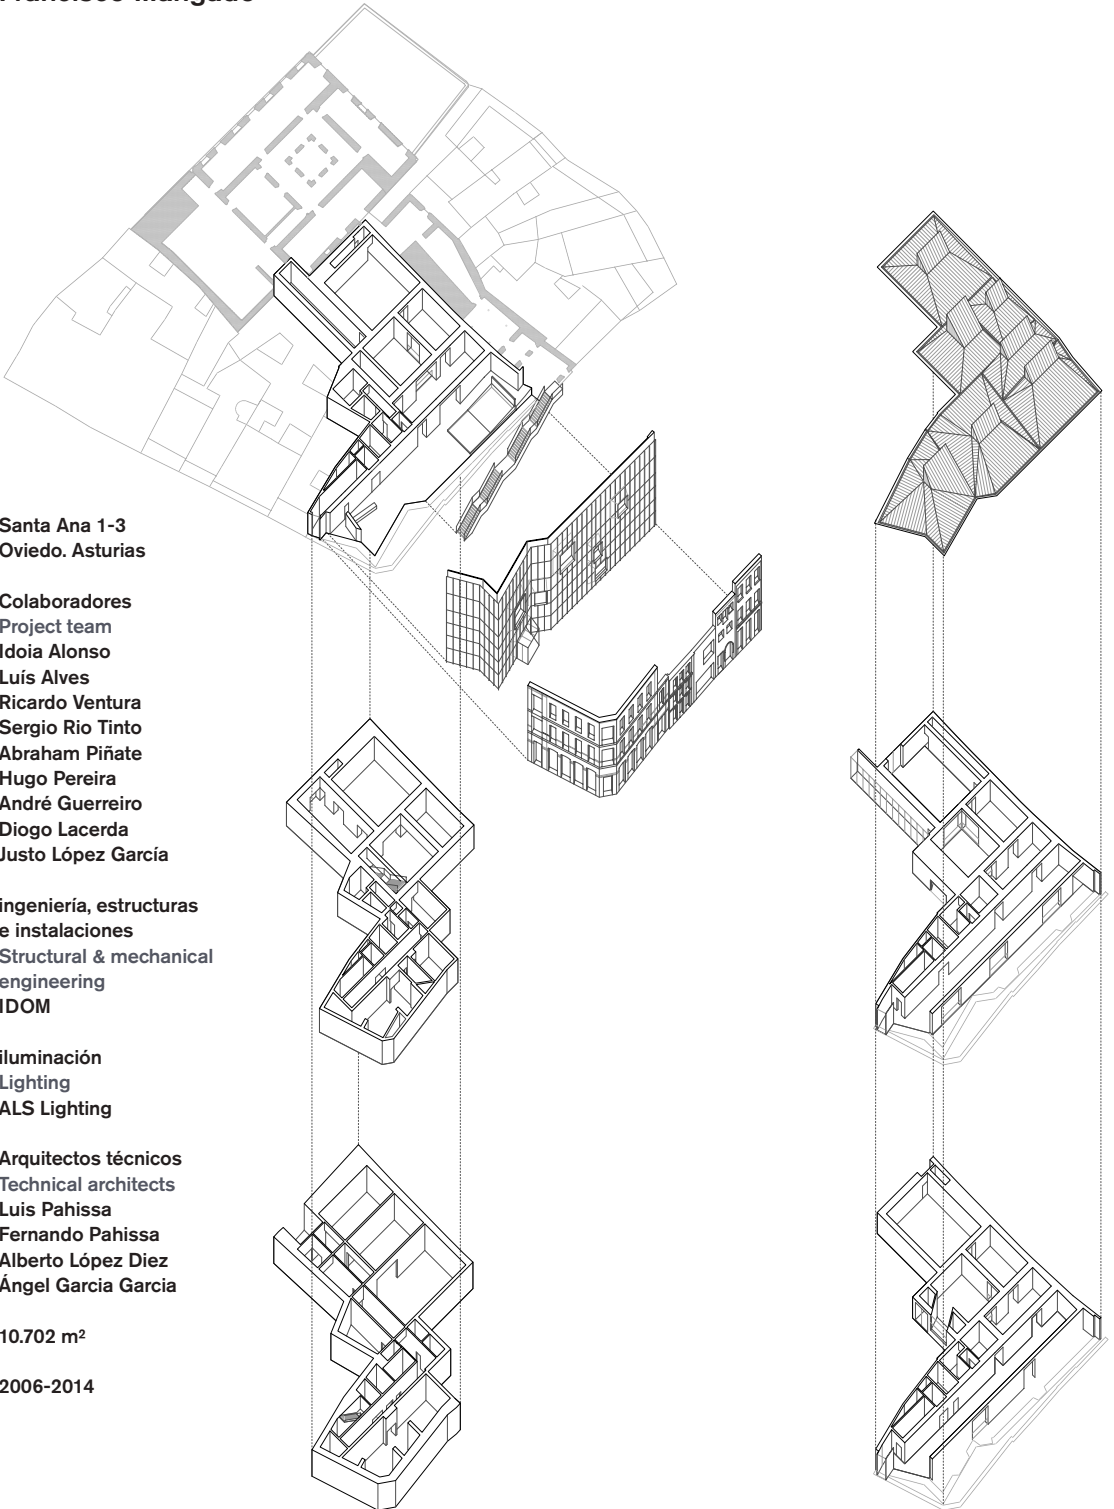 Francisco Mangado
Santa Ana 1-3
Oviedo. Asturias
Colaboradores
Project team
Idoia Alonso
Luís Alves
Ricardo Ventura
Sergio Rio Tinto
Abraham Piñate
Hugo Pereira
André Guerreiro
Diogo Lacerda
Justo López García
ingeniería, estructuras
e instalaciones
Structural & mechanical
engineering
IDOM
iluminación
Lighting
ALS Lighting
Arquitectos técnicos
Technical architects
Luis Pahissa
Fernando Pahissa
Alberto López Diez
Ángel Garcia Garcia
10.702 m²
2006-2014